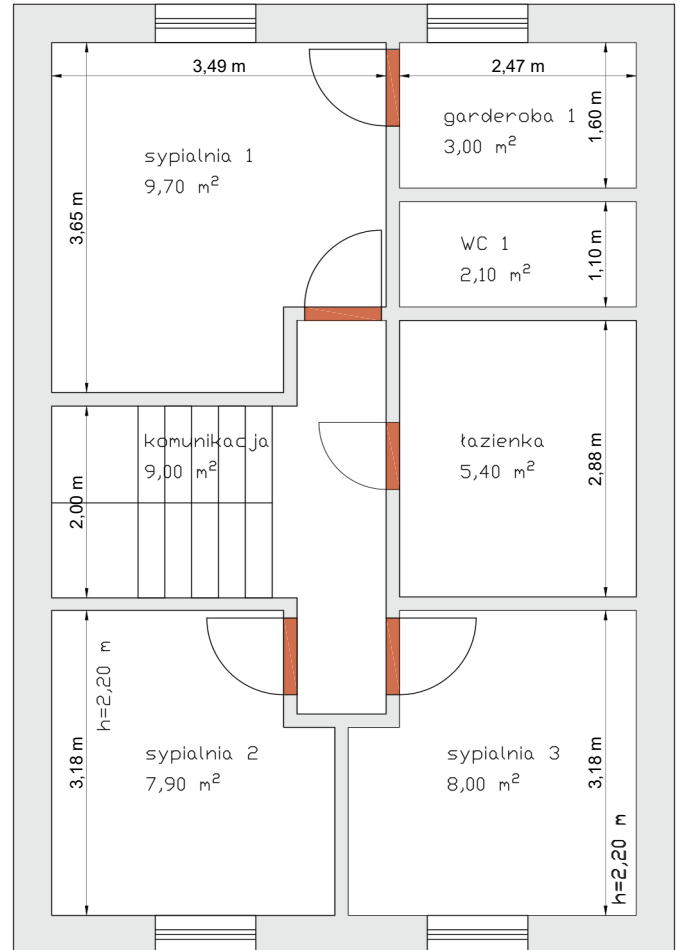 3,49 m
2,47 m
garderoba 1
3,00 m²
1,60 m
sypialnia 1
9,70 m²
3,65 m
WC 1
2,10 m²
1,10 m
komunikacja
9,00 m²
2,00 m
łazienka
5,40 m²
2,88 m
h=2,20 m
sypialnia 2
7,90 m²
3,18 m
sypialnia 3
8,00 m²
3,18 m
h=2,20 m